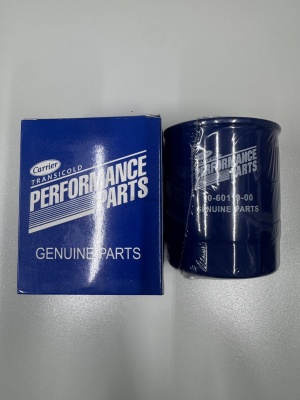 Carrier
TRANSICOLD
PERFORMANCE
PARTS
GENUINE PARTS
PERFORMANCE
PARTS
GENUINE PARTS